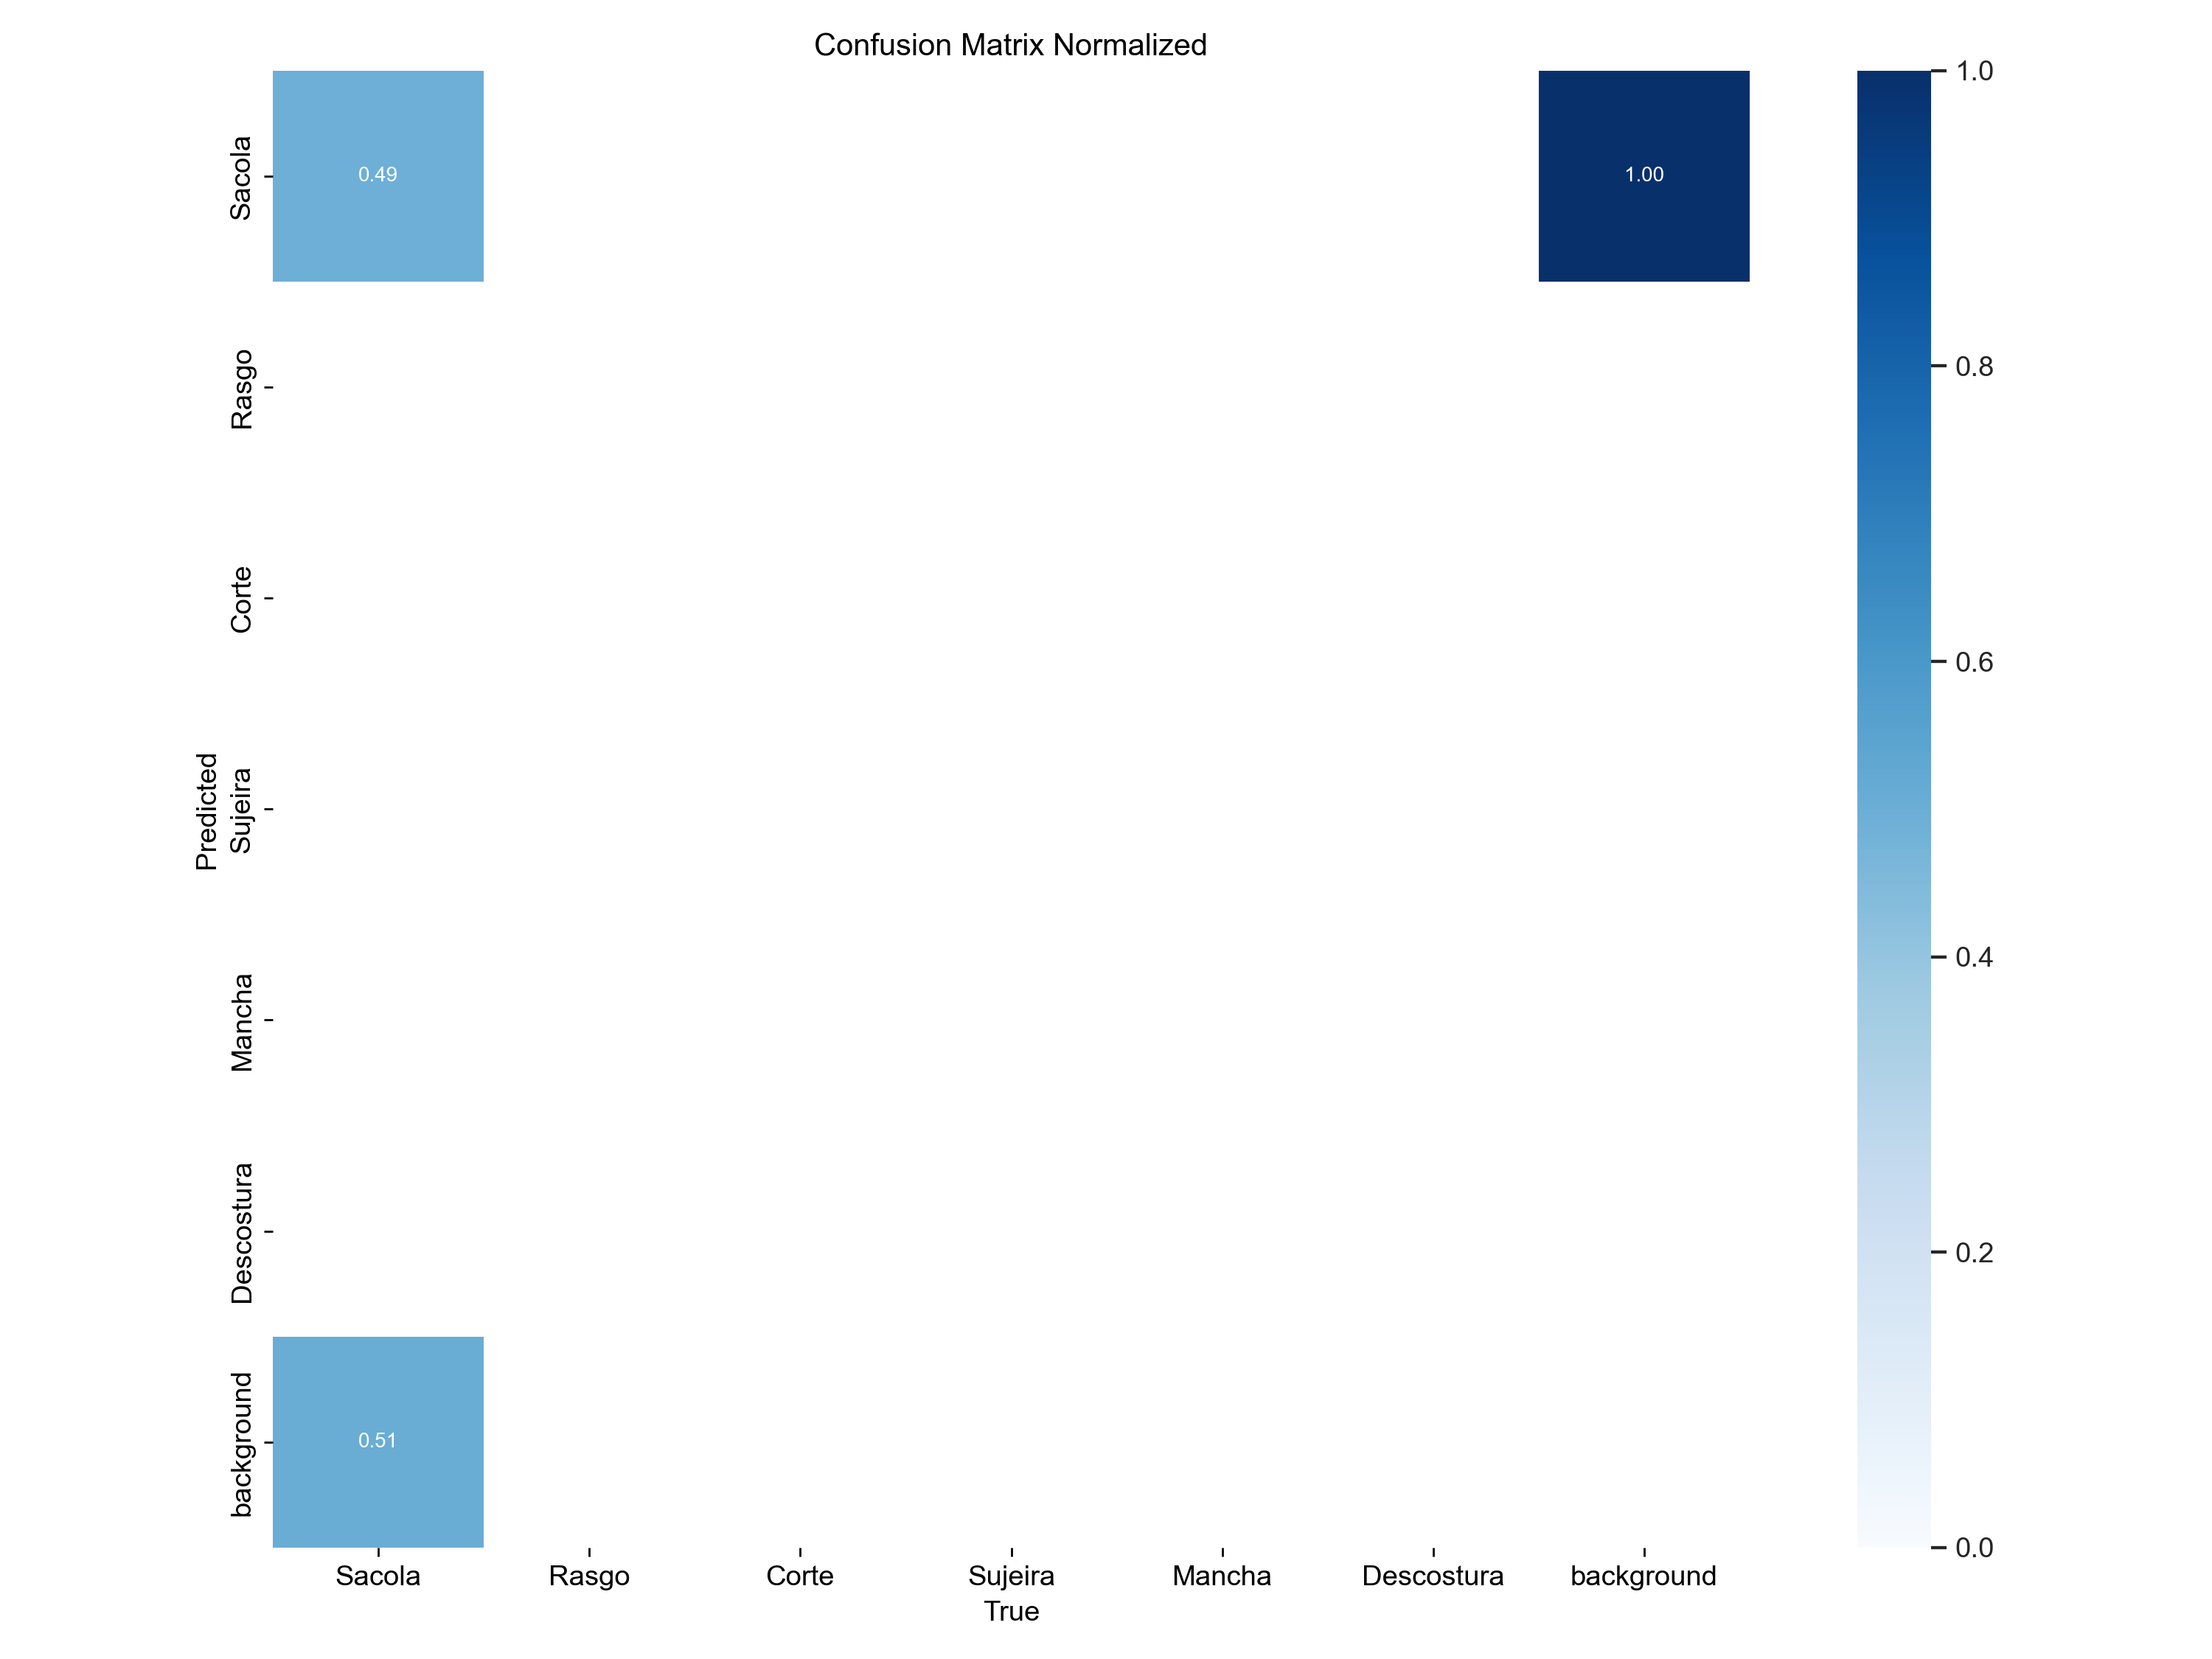 Confusion Matrix Normalized
Predicted
Sacola
Rasgo
Corte
Sujeira
Mancha
Descostura
background
0.49
1.00
0.51
Sacola
Rasgo
Corte
Sujeira
Mancha
Descostura
background
True
1.0
0.8
0.6
0.4
0.2
0.0